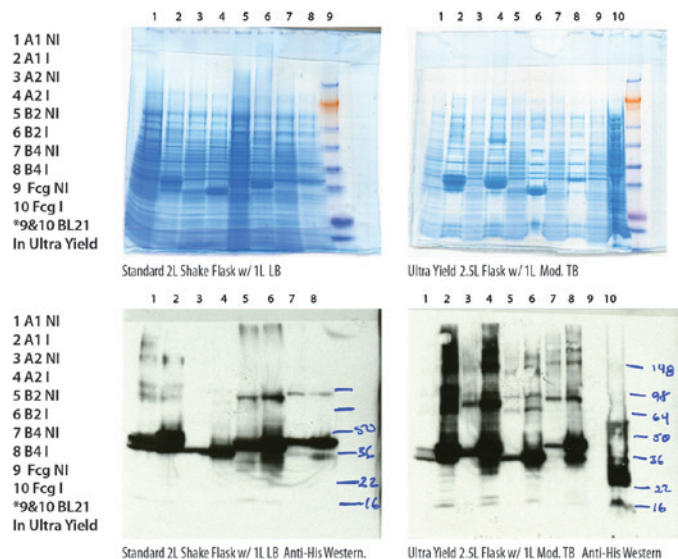 1 2 3 4 5 6 7 8 9
1 2 3 4 5 6 7 8 9 10
1 A1 NI
2 A1 I
3 A2 NI
4 A2 I
5 B2 NI
6 B2 I
7 B4 NI
8 B4 I
9 Fcg NI
10 Fcg I
*9&10 BL21
In Ultra Yield
Standard 2L Shake Flask w/ 1L LB
Ultra Yield 2.5L Flask w/ 1L Mod. TB
1 2 3 4 5 6 7 8
1 2 3 4 5 6 7 8 9 10
1 A1 NI
2 A1 I
3 A2 NI
4 A2 I
5 B2 NI
6 B2 I
7 B4 NI
8 B4 I
9 Fcg NI
10 Fcg I
*9&10 BL21
In Ultra Yield
50
36
22
16
148
98
64
50
36
22
16
Standard 2L Shake Flask w/ 1L LB Anti-His Western.
Ultra Yield 2.5L Flask w/ 1L Mod. TB Anti-His Western